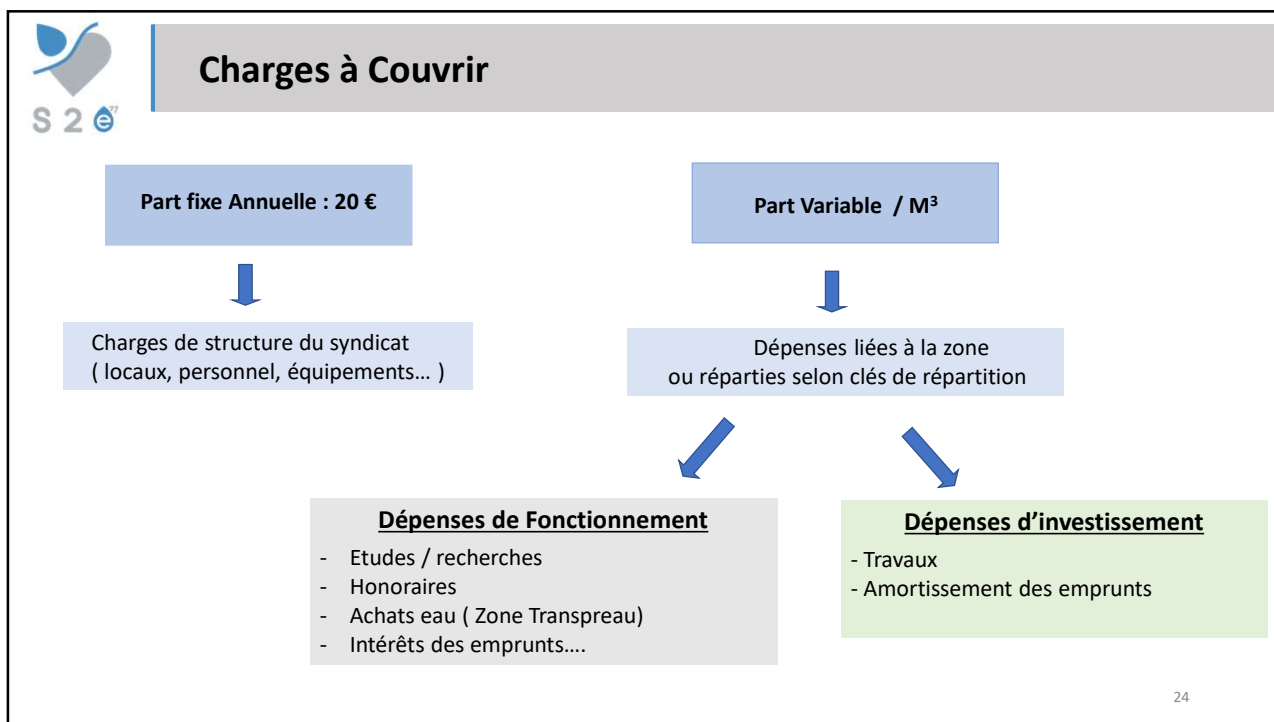 Charges à Couvrir
S 2 e 77
Part fixe Annuelle : 20 €
Part Variable / M³
Charges de structure du syndicat
( locaux, personnel, équipements... )
Dépenses liées à la zone
ou réparties selon clés de répartition
Dépenses de Fonctionnement
- Etudes / recherches
- Honoraires
- Achats eau ( Zone Transpreau)
- Intérêts des emprunts....
Dépenses d’investissement
- Travaux
- Amortissement des emprunts
24